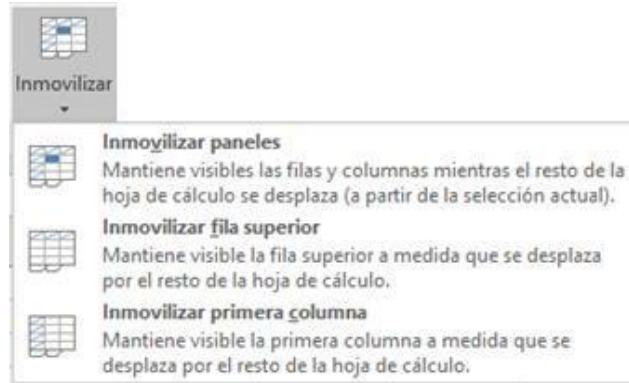 Inmovilizar
Inmovilizar paneles
Mantiene visibles las filas y columnas mientras el resto de la
hoja de cálculo se desplaza (a partir de la selección actual).
Inmovilizar fila superior
Mantiene visible la fila superior a medida que se desplaza
por el resto de la hoja de cálculo.
Inmovilizar primera columna
Mantiene visible la primera columna a medida que se
desplaza por el resto de la hoja de cálculo.